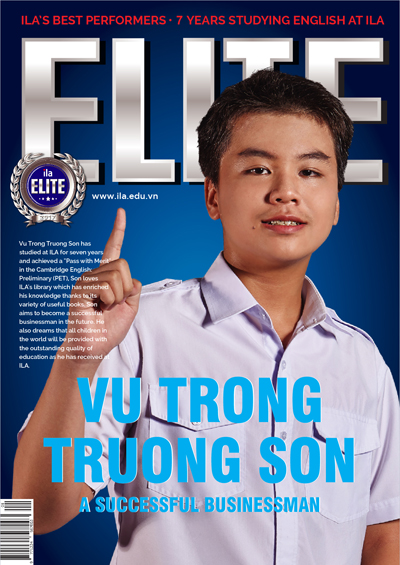 ILA'S BEST PERFORMERS • 7 YEARS STUDYING ENGLISH AT ILA
ELITE
ila
ELITE
2017
www.ila.edu.vn
Vu Trong Truong Son has
studied at ILA for seven years
and achieved a "Pass with Merit"
in the Cambridge English:
Preliminary (PET). Son loves
ILA's library which has enriched
his knowledge thanks to its
variety of useful books. Son
aims to become a successful
businessman in the future. He
also dreams that all children in
the world will be provided with
the outstanding quality of
education as he has received at
ILA.
VU TRONG
TRUONG SON
A SUCCESSFUL BUSINESSMAN